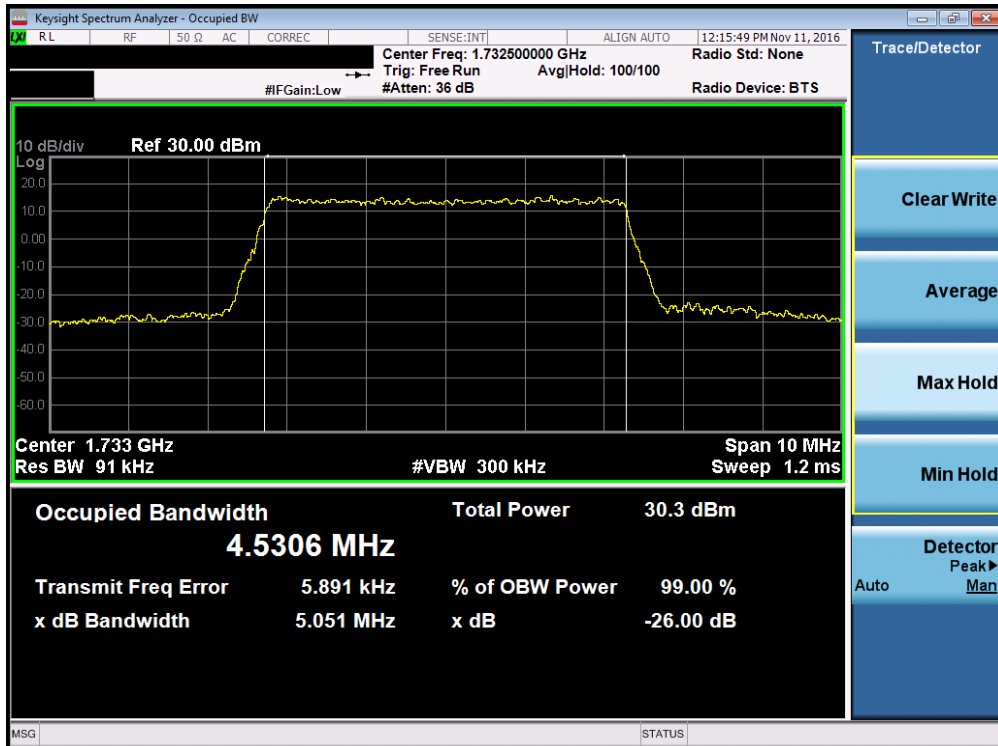 Keysight Spectrum Analyzer - Occupied BW
LXI RL RF 50 Ω AC CORREC SENSE:INT ALIGN AUTO 12:15:49 PM Nov 11, 2016
Center Freq: 1.732500000 GHz Radio Std: None
Trig: Free Run Avg|Hold: 100/100
#IFGain:Low #Atten: 36 dB Radio Device: BTS
Trace/Detector
10 dB/div Ref 30.00 dBm
Log
20.0
10.0
0.00
-10.0
-20.0
-30.0
-40.0
-50.0
-60.0
Center 1.733 GHz Span 10 MHz
Res BW 91 kHz #VBW 300 kHz Sweep 1.2 ms
Occupied Bandwidth Total Power 30.3 dBm
4.5306 MHz
Transmit Freq Error 5.891 kHz % of OBW Power 99.00 %
x dB Bandwidth 5.051 MHz x dB -26.00 dB
Clear Write
Average
Max Hold
Min Hold
Detector
Peak
Auto Man
MSG STATUS